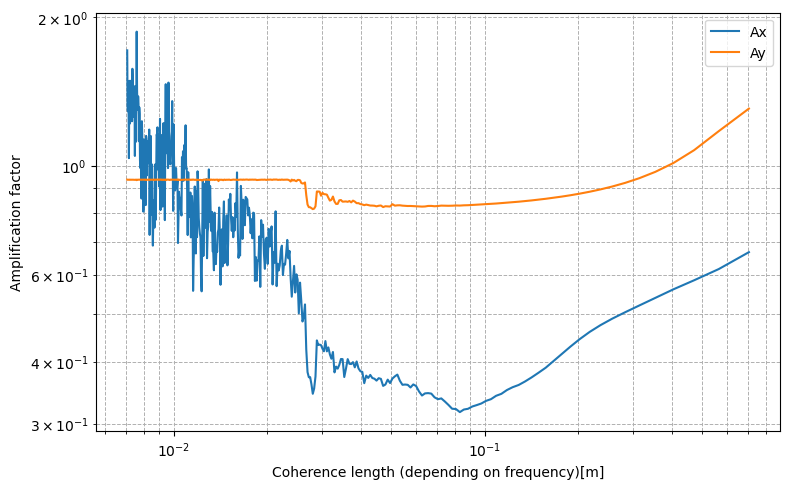 Ax
Ay
2 × 10⁰
10⁰
6 × 10⁻¹
4 × 10⁻¹
3 × 10⁻¹
Amplification factor
10⁻²
10⁻¹
Coherence length (depending on frequency)[m]